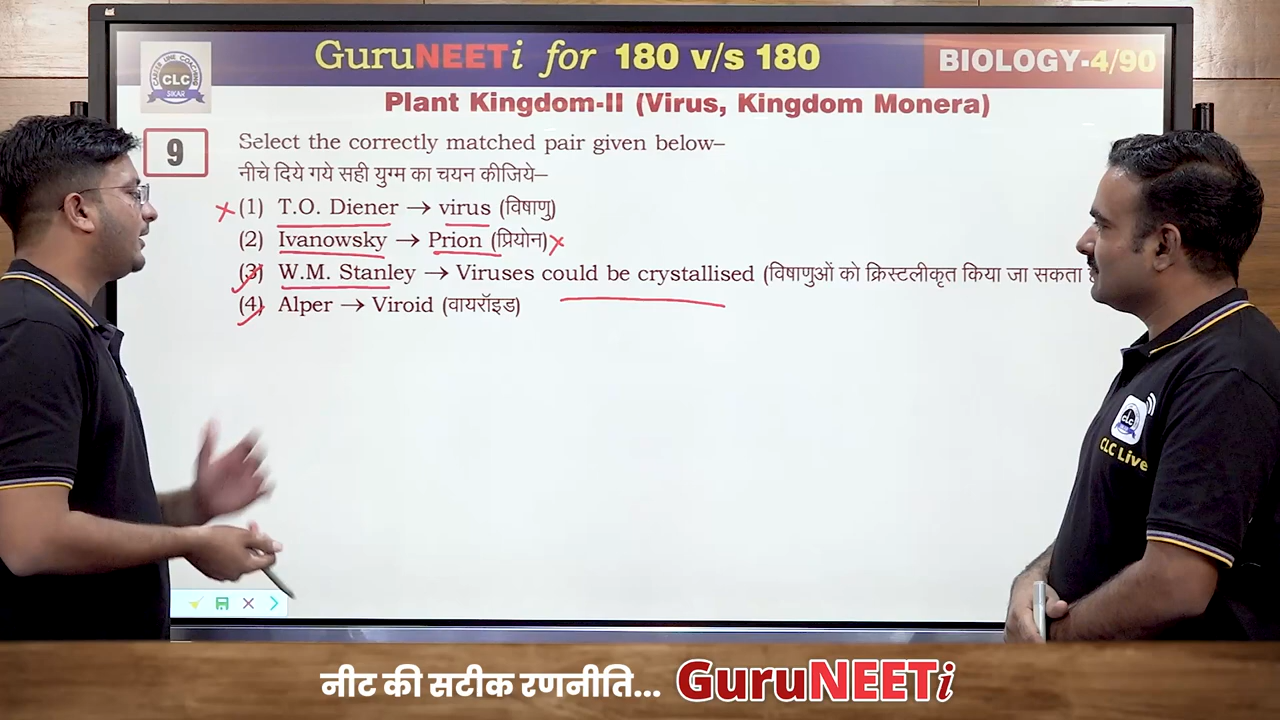 GuruNEETi for 180 v/s 180
BIOLOGY-4/90
CLC
SIKAR
Plant Kingdom-II (Virus, Kingdom Monera)
9
Select the correctly matched pair given below–
नीचे दिये गये सही युग्म का चयन कीजिये–
(1) T.O. Diener → virus (विषाणु)
(2) Ivanowsky → Prion (प्रियोन)
(3) W.M. Stanley → Viruses could be crystallised (विषाणुओं को क्रिस्टलीकृत किया जा सकता
(4) Alper → Viroid (वायरॉइड)
CLC
CLC Live
नीट की सटीक रणनीति... GuruNEETi